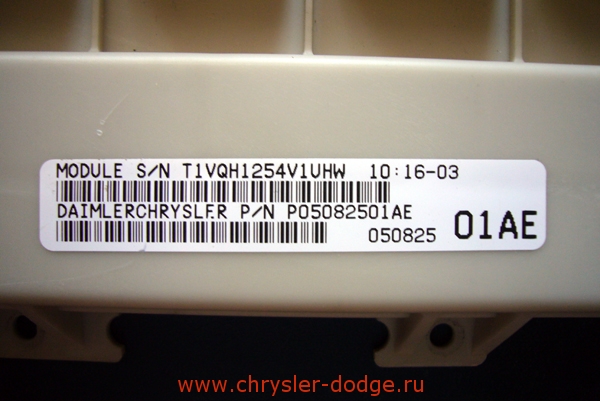 MODULE S/N T1VQH1254V1UHW 10:16-03
DAIMLERCHRYSLER P/N P05082501AE
050825 01AE
www.chrysler-dodge.ru